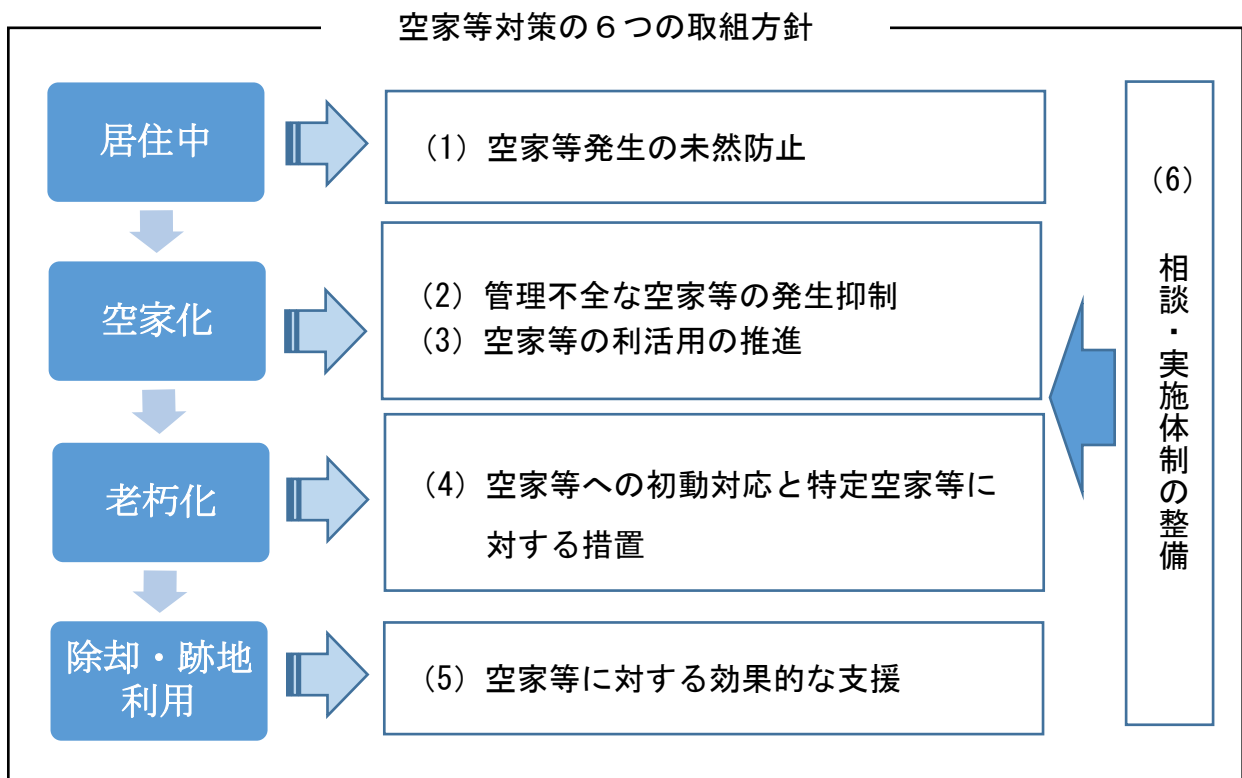 空家等対策の６つの取組方針
居住中
(1) 空家等発生の未然防止
空家化
(2) 管理不全な空家等の発生抑制
(3) 空家等の利活用の推進
老朽化
(4) 空家等への初動対応と特定空家等に
対する措置
除却・跡地
利用
(5) 空家等に対する効果的な支援
(6) 相談・実施体制の整備